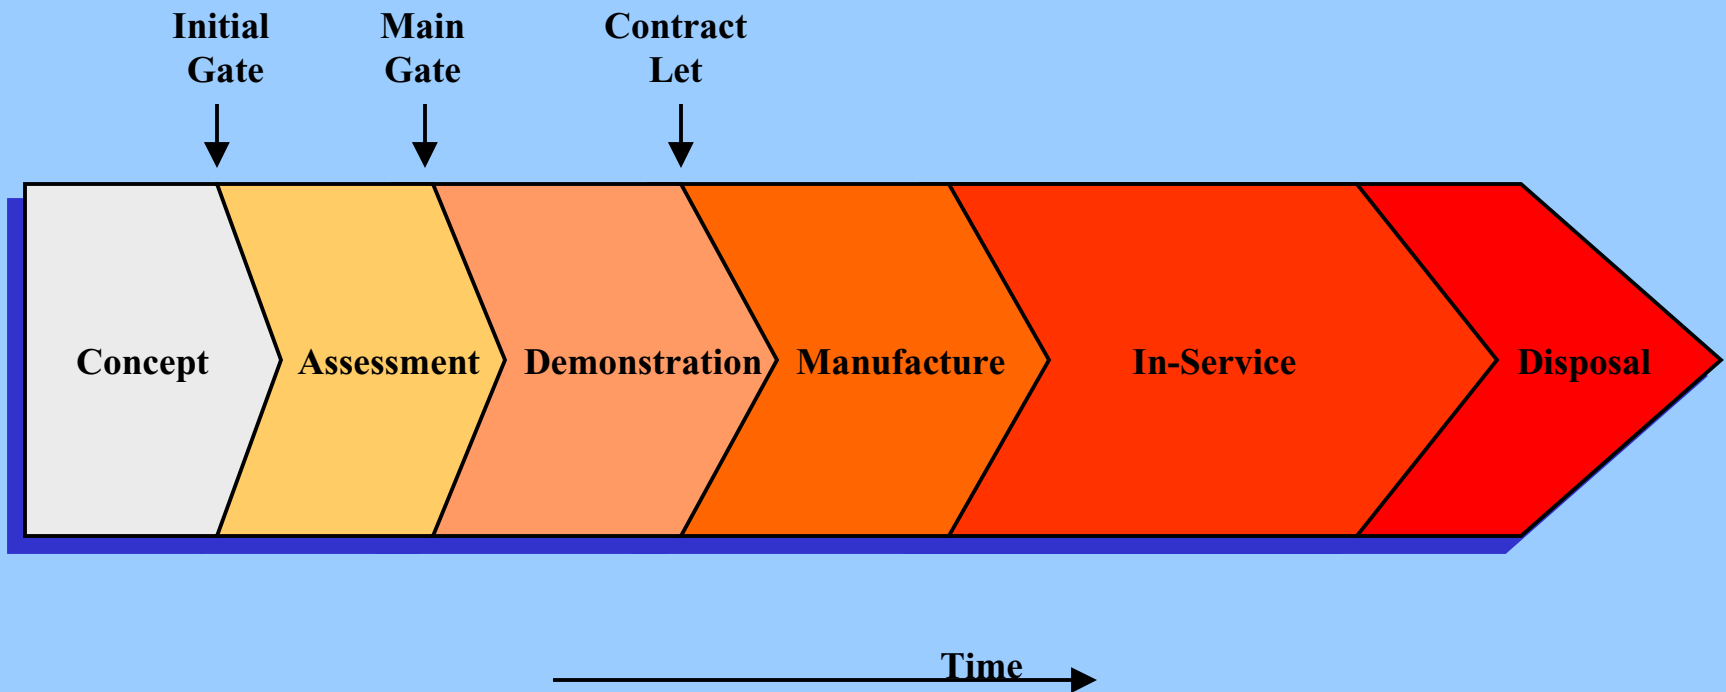 Initial
Gate
Main
Gate
Contract
Let
Concept
Assessment
Demonstration
Manufacture
In-Service
Disposal
Time